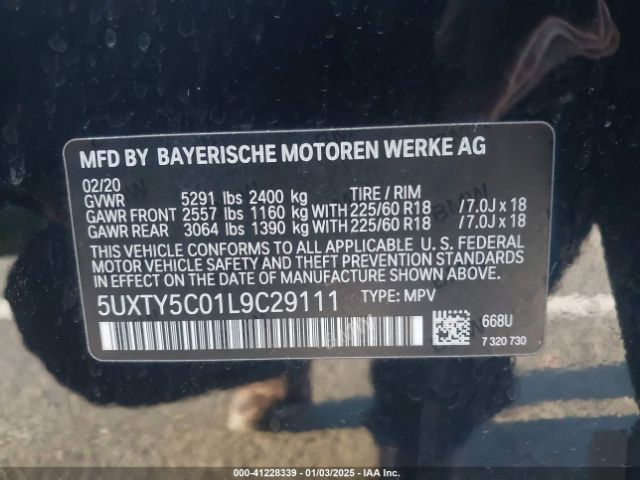 MFD BY BAYERISCHE MOTOREN WERKE AG
02/20
GVWR 5291 lbs 2400 kg TIRE / RIM
GAWR FRONT 2557 lbs 1160 kg WITH 225/60 R18 / 7.0J x 18
GAWR REAR 3064 lbs 1390 kg WITH 225/60 R18 / 7.0J x 18
THIS VEHICLE CONFORMS TO ALL APPLICABLE U. S. FEDERAL
MOTOR VEHICLE SAFETY AND THEFT PREVENTION STANDARDS
IN EFFECT ON THE DATE OF MANUFACTURE SHOWN ABOVE.
5UXTY5C01L9C29111 TYPE: MPV
668U
7 320 730
000-41228339 | 01/03/2025 | IAA Inc.